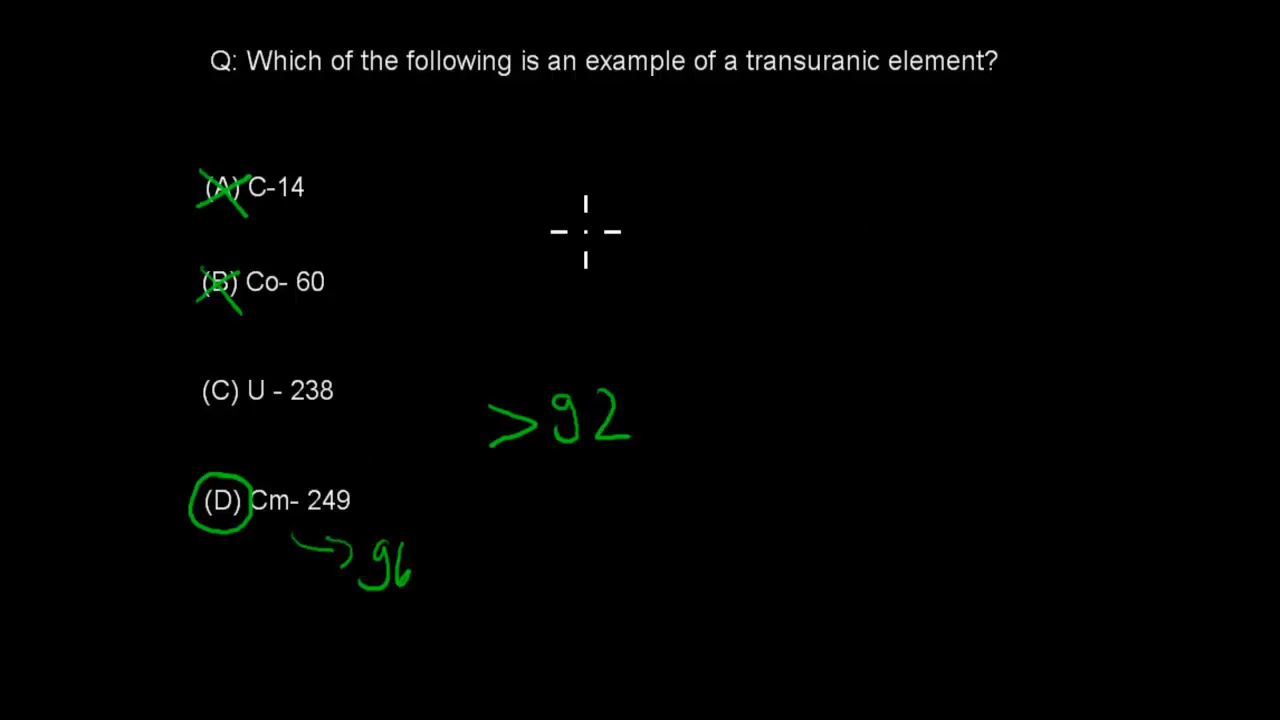 Q: Which of the following is an example of a transuranic element?
(A) C-14
(B) Co- 60
(C) U - 238
>92
(D) Cm- 249
96